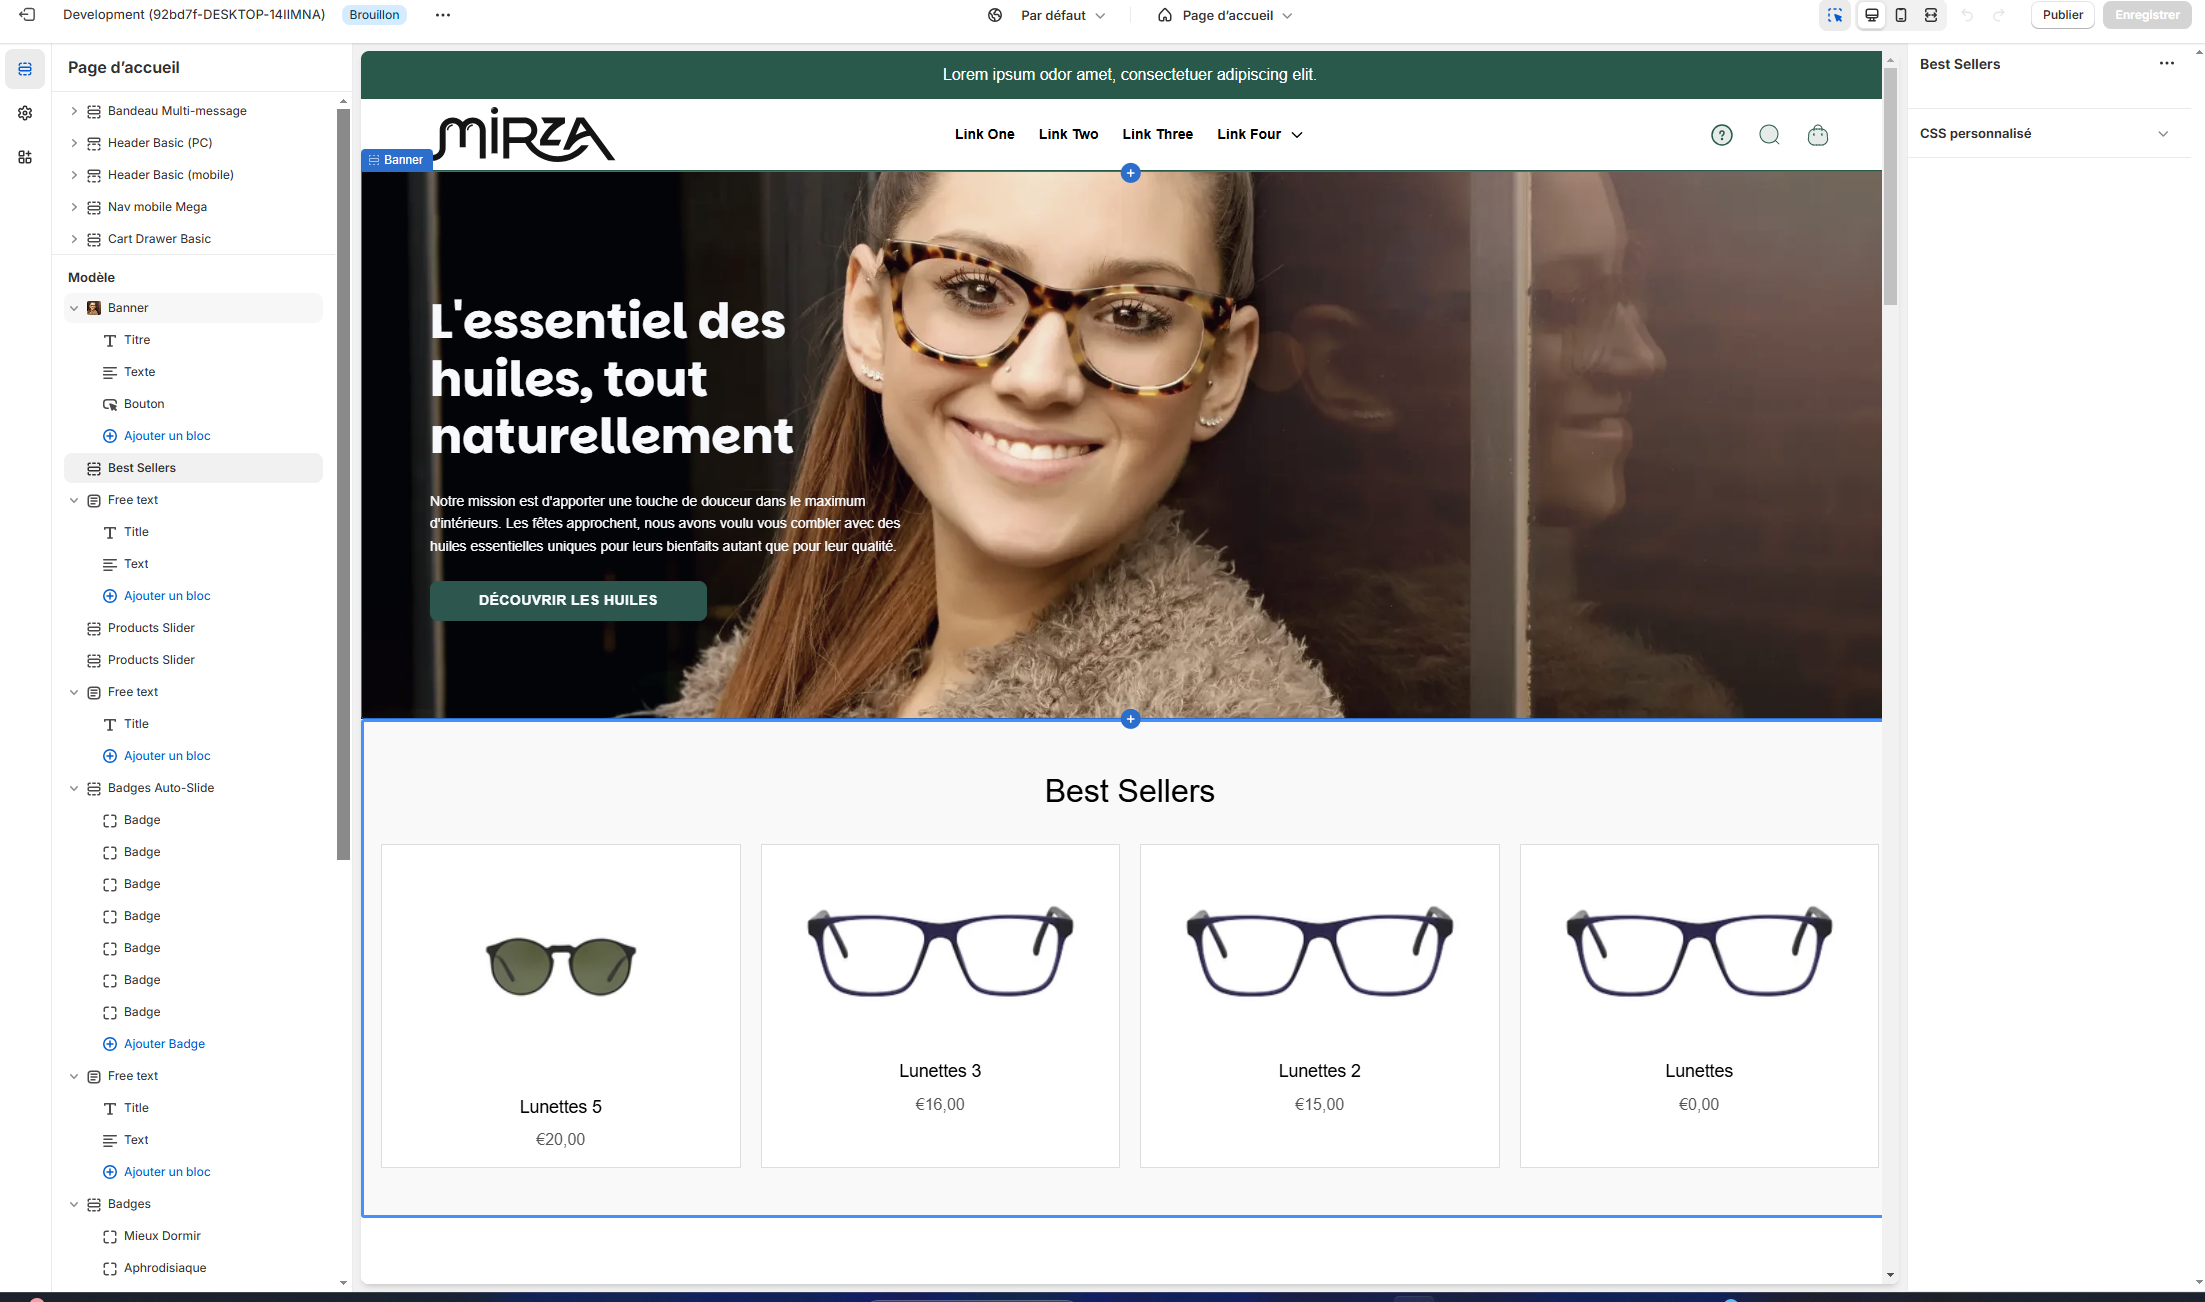 Development (92bd7f-DESKTOP-14IIMNA)
Brouillon
Par défaut
Page d'accueil
Publier
Enregistrer
Page d'accueil
Bandeau Multi-message
Header Basic (PC)
Header Basic (mobile)
Nav mobile Mega
Cart Drawer Basic
Modèle
Banner
Titre
Texte
Bouton
Ajouter un bloc
Best Sellers
Free text
Title
Text
Ajouter un bloc
Products Slider
Products Slider
Free text
Title
Ajouter un bloc
Badges Auto-Slide
Badge
Badge
Badge
Badge
Badge
Badge
Badge
Ajouter Badge
Free text
Title
Text
Ajouter un bloc
Badges
Mieux Dormir
Aphrodisiaque
Lorem ipsum odor amet, consectetuer adipiscing elit.
MIRZA
Link One
Link Two
Link Three
Link Four
Banner
L'essentiel des
huiles, tout
naturellement
Notre mission est d'apporter une touche de douceur dans le maximum
d'intérieurs. Les fêtes approchent, nous avons voulu vous combler avec des
huiles essentielles uniques pour leurs bienfaits autant que pour leur qualité.
DÉCOUVRIR LES HUILES
Best Sellers
Lunettes 5
€20,00
Lunettes 3
€16,00
Lunettes 2
€15,00
Lunettes
€0,00
Best Sellers
CSS personnalisé